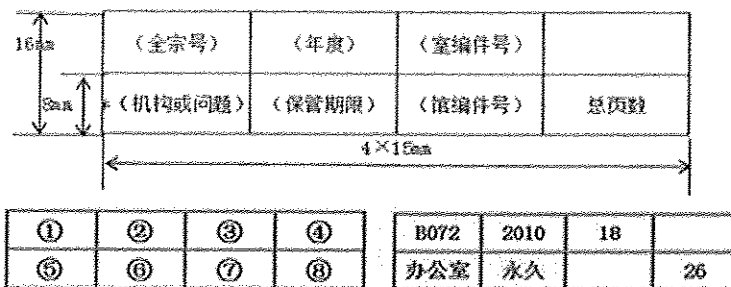 16mm
（全宗号） （年度） （室编件号）
8mm
*（机构或问题） （保管期限） （馆编件号） 总页数
4×15mm
① ② ③ ④ B072 2010 18
⑤ ⑥ ⑦ ⑧ 办公室 永久 26